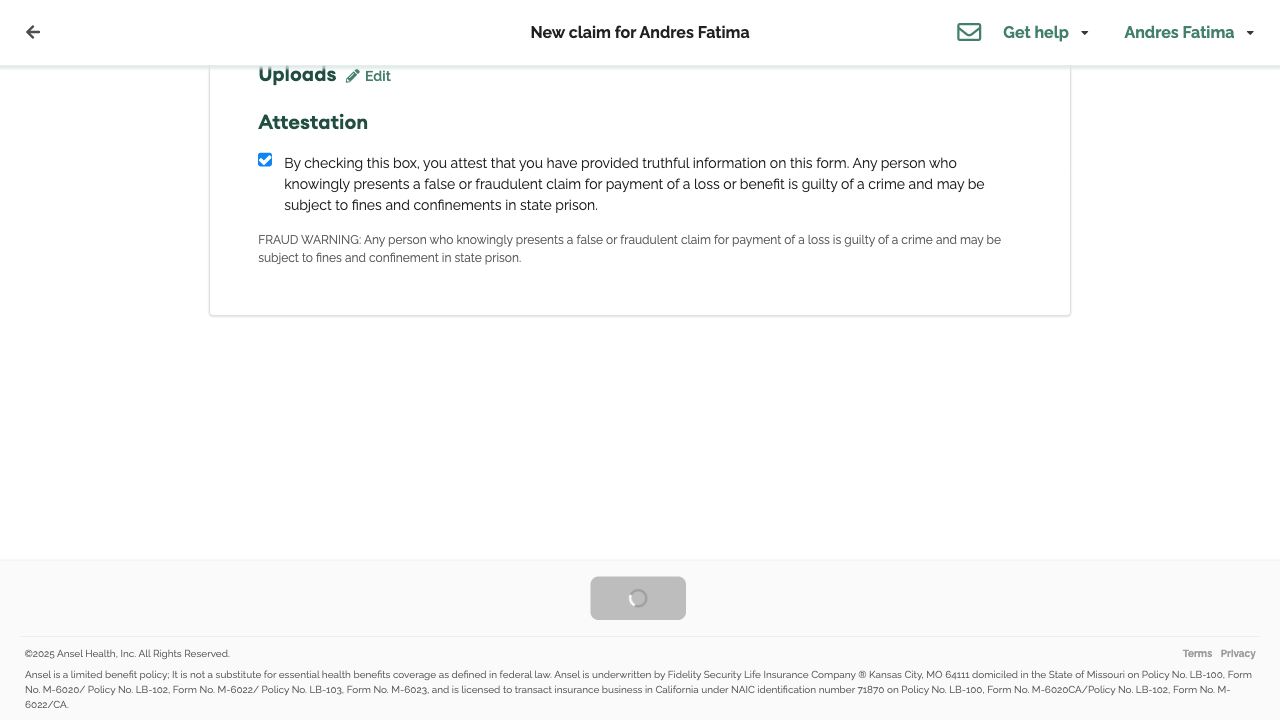 New claim for Andres Fatima
Get help
Andres Fatima
Uploads Edit
Attestation
By checking this box, you attest that you have provided truthful information on this form. Any person who
knowingly presents a false or fraudulent claim for payment of a loss or benefit is guilty of a crime and may be
subject to fines and confinements in state prison.
FRAUD WARNING: Any person who knowingly presents a false or fraudulent claim for payment of a loss is guilty of a crime and may be
subject to fines and confinement in state prison.
©2025 Ansel Health, Inc. All Rights Reserved.
Terms Privacy
Ansel is a limited benefit policy; It is not a substitute for essential health benefits coverage as defined in federal law. Ansel is underwritten by Fidelity Security Life Insurance Company ® Kansas City, MO 64111 domiciled in the State of Missouri on Policy No. LB-100, Form
No. M-6020/ Policy No. LB-102, Form No. M-6022/ Policy No. LB-103, Form No. M-6023, and is licensed to transact insurance business in California under NAIC identification number 71870 on Policy No. LB-100, Form No. M-6020CA/Policy No. LB-102, Form No. M-
6022/CA.